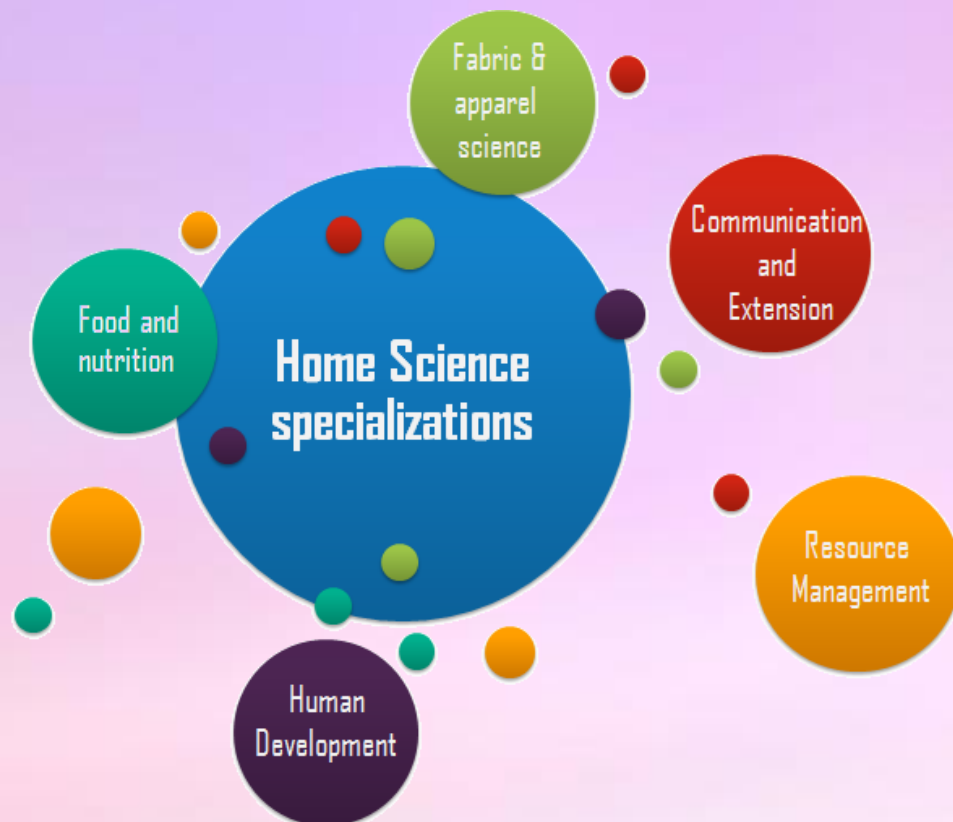 Fabric &
apparel
science
Communication
and
Extension
Food and
nutrition
Home Science
specializations
Resource
Management
Human
Development